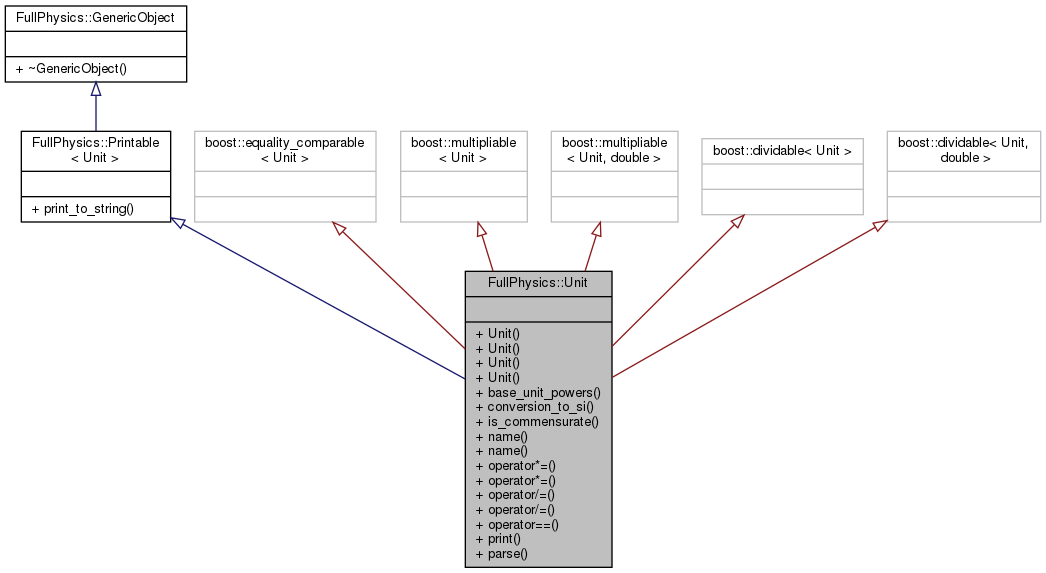 FullPhysics::GenericObject
+ ~GenericObject()
FullPhysics::Printable
< Unit >
+ print_to_string()
boost::equality_comparable
< Unit >
boost::multipliable
< Unit >
boost::multipliable
< Unit, double >
boost::dividable< Unit >
boost::dividable< Unit,
double >
FullPhysics::Unit
+ Unit()
+ Unit()
+ Unit()
+ Unit()
+ base_unit_powers()
+ conversion_to_si()
+ is_commensurate()
+ name()
+ name()
+ operator*=()
+ operator*=()
+ operator/=()
+ operator/=()
+ operator==()
+ print()
+ parse()